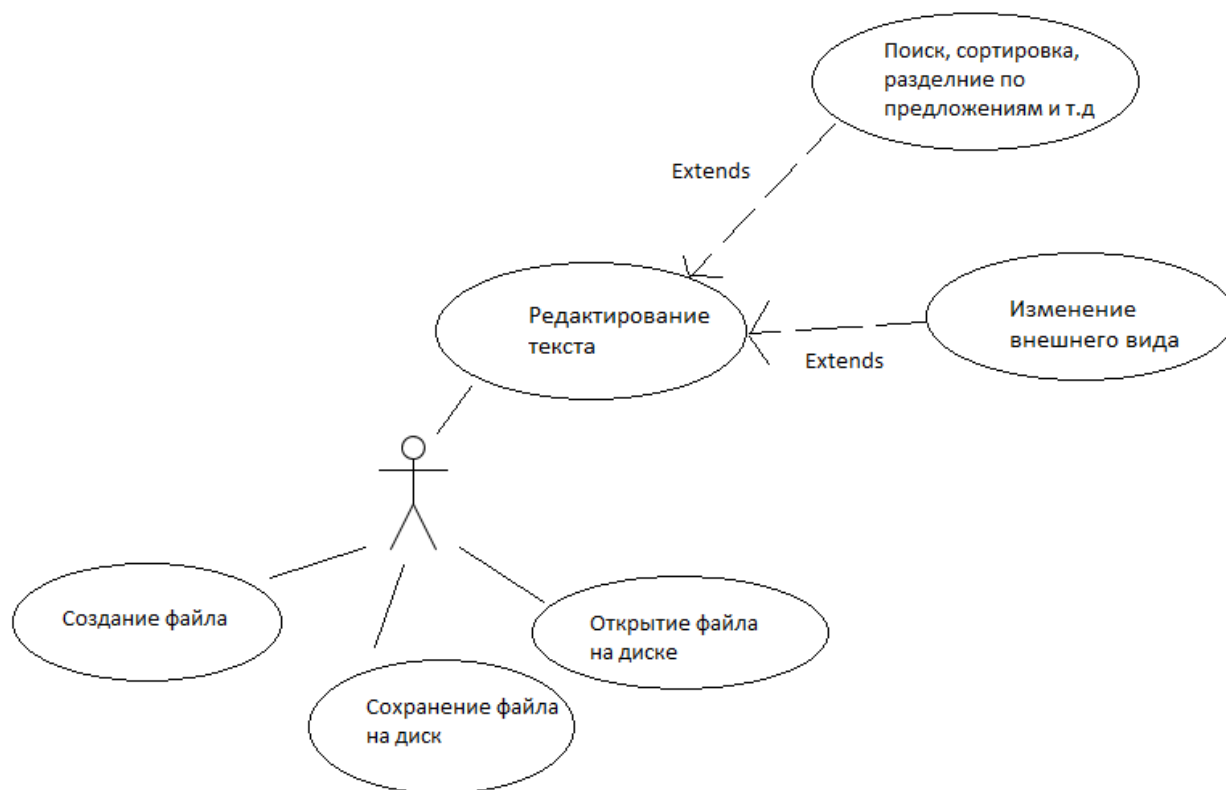 Поиск, сортировка,
разделние по
предложениям и т.д
Extends
Редактирование
текста
Изменение
внешнего вида
Extends
Создание файла
Открытие файла
на диске
Сохранение файла
на диск